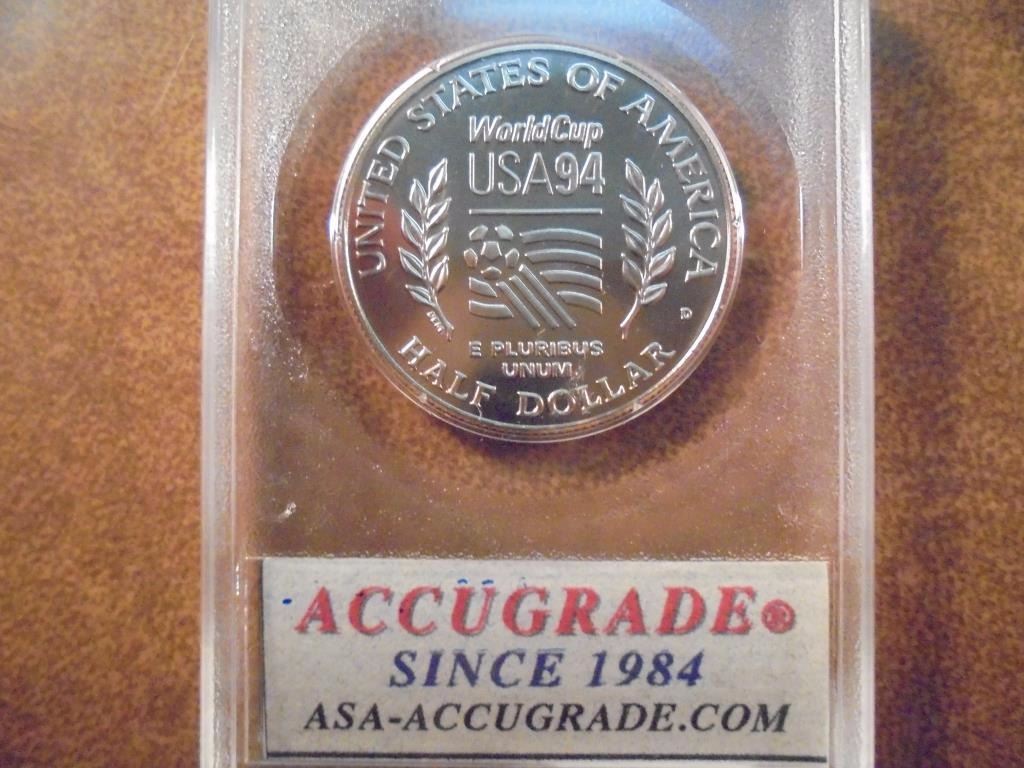 UNITED STATES OF AMERICA
WorldCup
USA94
D
E PLURIBUS
UNUM
HALF DOLLAR
ACCUGRADE®
SINCE 1984
ASA-ACCUGRADE.COM